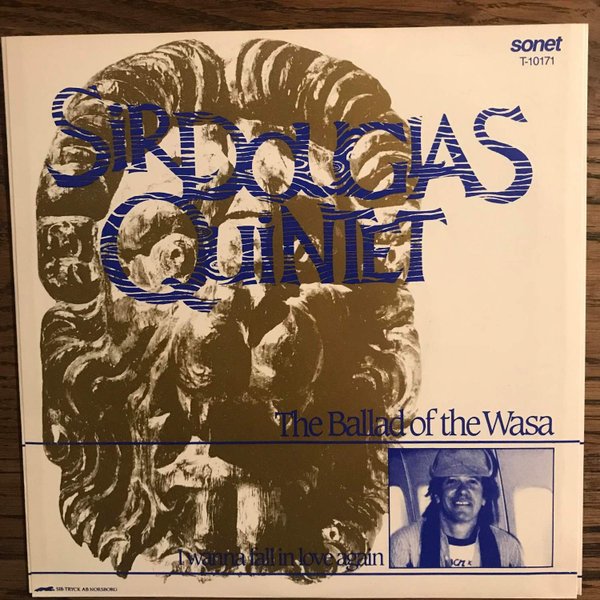 sonet
T-10171
SIR DOUGLAS
QUINTET
The Ballad of the Wasa
I wanna fall in love again
SIB-TRYCK AB NORSBORG